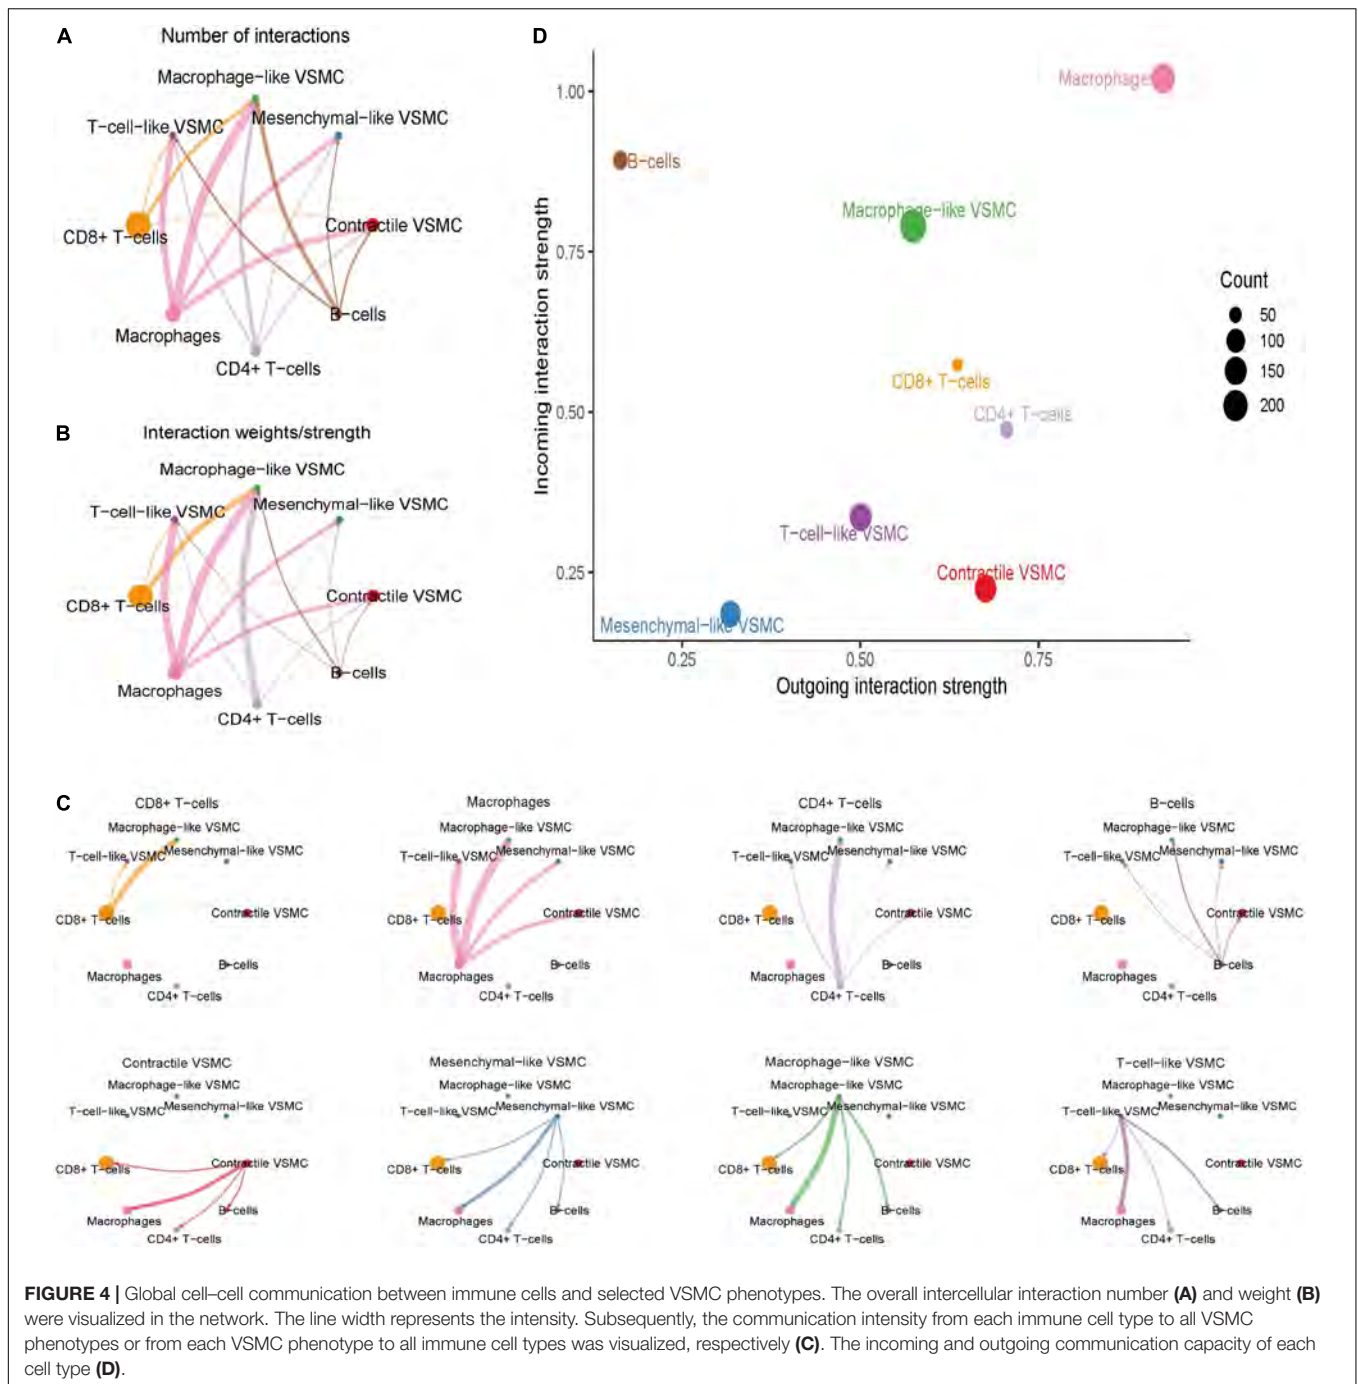 A
Number of interactions
Macrophage-like VSMC
T-cell-like VSMC
Mesenchymal-like VSMC
CD8+ T-cells
Contractile VSMC
Macrophages
B-cells
CD4+ T-cells
B
Interaction weights/strength
Macrophage-like VSMC
T-cell-like VSMC
Mesenchymal-like VSMC
CD8+ T-cells
Contractile VSMC
Macrophages
B-cells
CD4+ T-cells
D
Incoming interaction strength
1.00
0.75
0.50
0.25
Macrophages
B-cells
Macrophage-like VSMC
CD8+ T-cells
CD4+ T-cells
T-cell-like VSMC
Contractile VSMC
Mesenchymal-like VSMC
0.25 0.50 0.75
Outgoing interaction strength
Count
50
100
150
200
C
CD8+ T-cells
Macrophage-like VSMC
T-cell-like VSMC
Mesenchymal-like VSMC
CD8+ T-cells
Contractile VSMC
Macrophages
B-cells
CD4+ T-cells
Macrophages
Macrophage-like VSMC
T-cell-like VSMC
Mesenchymal-like VSMC
CD8+ T-cells
Contractile VSMC
Macrophages
B-cells
CD4+ T-cells
CD4+ T-cells
Macrophage-like VSMC
T-cell-like VSMC
Mesenchymal-like VSMC
CD8+ T-cells
Contractile VSMC
Macrophages
B-cells
CD4+ T-cells
B-cells
Macrophage-like VSMC
T-cell-like VSMC
Mesenchymal-like VSMC
CD8+ T-cells
Contractile VSMC
Macrophages
B-cells
CD4+ T-cells
Contractile VSMC
Macrophage-like VSMC
T-cell-like VSMC
Mesenchymal-like VSMC
CD8+ T-cells
Contractile VSMC
Macrophages
B-cells
CD4+ T-cells
Mesenchymal-like VSMC
Macrophage-like VSMC
T-cell-like VSMC
Mesenchymal-like VSMC
CD8+ T-cells
Contractile VSMC
Macrophages
B-cells
CD4+ T-cells
Macrophage-like VSMC
Macrophage-like VSMC
T-cell-like VSMC
Mesenchymal-like VSMC
CD8+ T-cells
Contractile VSMC
Macrophages
B-cells
CD4+ T-cells
T-cell-like VSMC
Macrophage-like VSMC
T-cell-like VSMC
Mesenchymal-like VSMC
CD8+ T-cells
Contractile VSMC
Macrophages
B-cells
CD4+ T-cells
FIGURE 4 | Global cell–cell communication between immune cells and selected VSMC phenotypes. The overall intercellular interaction number (A) and weight (B)
were visualized in the network. The line width represents the intensity. Subsequently, the communication intensity from each immune cell type to all VSMC
phenotypes or from each VSMC phenotype to all immune cell types was visualized, respectively (C). The incoming and outgoing communication capacity of each
cell type (D).